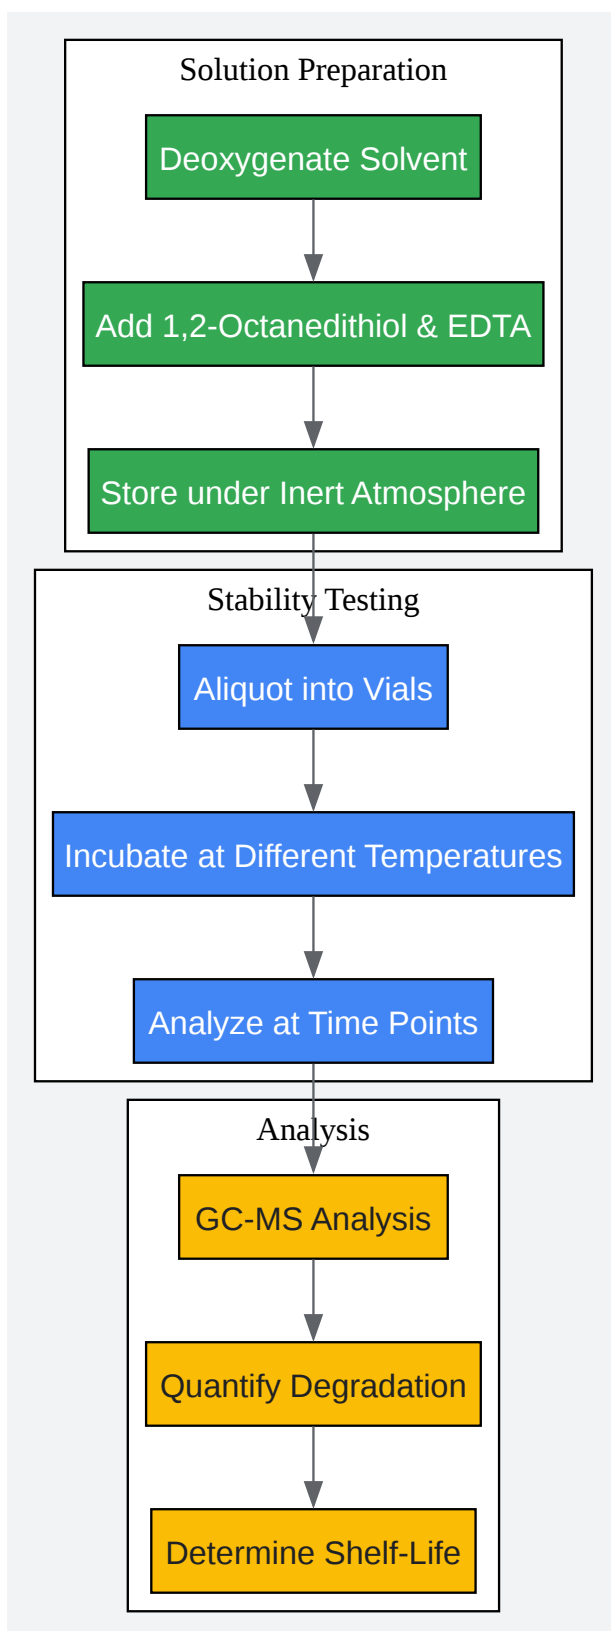 Solution Preparation
Deoxygenate Solvent
Add 1,2-Octanedithiol & EDTA
Store under Inert Atmosphere
Stability Testing
Aliquot into Vials
Incubate at Different Temperatures
Analyze at Time Points
Analysis
GC-MS Analysis
Quantify Degradation
Determine Shelf-Life